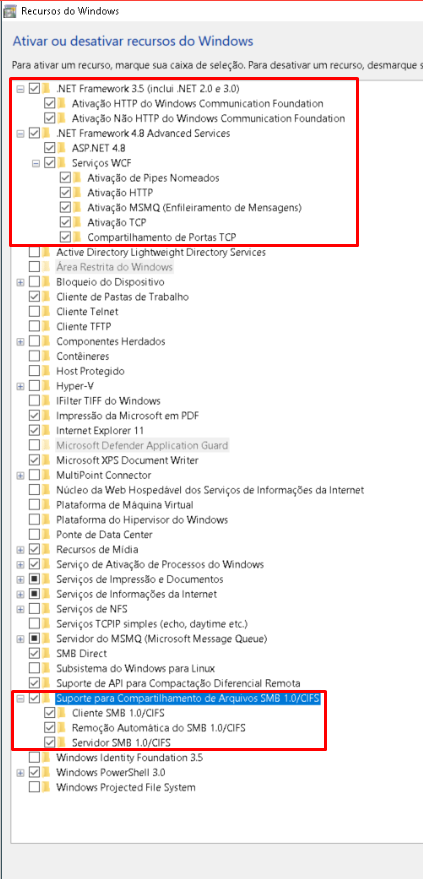 Recursos do Windows
Ativar ou desativar recursos do Windows
Para ativar um recurso, marque sua caixa de seleção. Para desativar um recurso, desmarque s
.NET Framework 3.5 (inclui .NET 2.0 e 3.0)
Ativação HTTP do Windows Communication Foundation
Ativação Não HTTP do Windows Communication Foundation
.NET Framework 4.8 Advanced Services
ASP.NET 4.8
Serviços WCF
Ativação de Pipes Nomeados
Ativação HTTP
Ativação MSMQ (Enfileiramento de Mensagens)
Ativação TCP
Compartilhamento de Portas TCP
Active Directory Lightweight Directory Services
Área Restrita do Windows
Bloqueio do Dispositivo
Cliente de Pastas de Trabalho
Cliente Telnet
Cliente TFTP
Componentes Herdados
Contêineres
Host Protegido
Hyper-V
IFilter TIFF do Windows
Impressão da Microsoft em PDF
Internet Explorer 11
Microsoft Defender Application Guard
Microsoft XPS Document Writer
MultiPoint Connector
Núcleo da Web Hospedável dos Serviços de Informações da Internet
Plataforma de Máquina Virtual
Plataforma do Hipervisor do Windows
Ponte de Data Center
Recursos de Mídia
Serviço de Ativação de Processos do Windows
Serviços de Impressão e Documentos
Serviços de Informações da Internet
Serviços de NFS
Serviços TCPIP simples (echo, daytime etc.)
Servidor do MSMQ (Microsoft Message Queue)
SMB Direct
Subsistema do Windows para Linux
Suporte de API para Compactação Diferencial Remota
Suporte para Compartilhamento de Arquivos SMB 1.0/CIFS
Cliente SMB 1.0/CIFS
Remoção Automática do SMB 1.0/CIFS
Servidor SMB 1.0/CIFS
Windows Identity Foundation 3.5
Windows PowerShell 3.0
Windows Projected File System